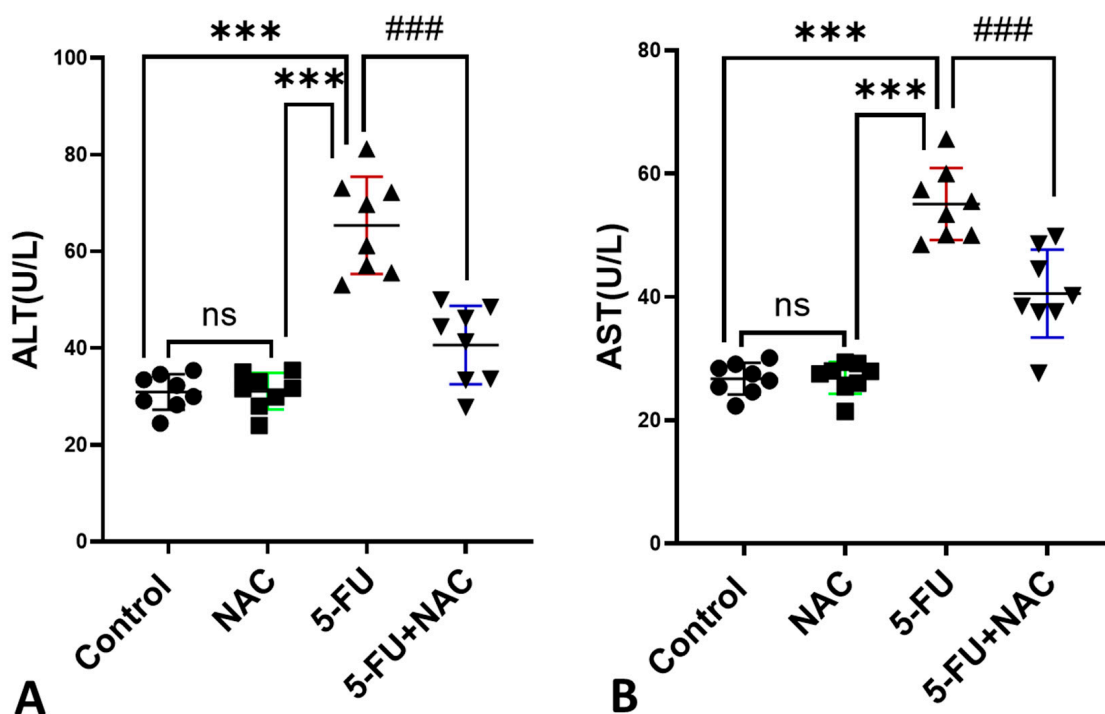 *** ###
***
100
80
60
40
20
0
ALT(U/L)
ns
Control
NAC
5-FU
5-FU+NAC
A
*** ###
***
80
60
40
20
0
AST(U/L)
ns
Control
NAC
5-FU
5-FU+NAC
B